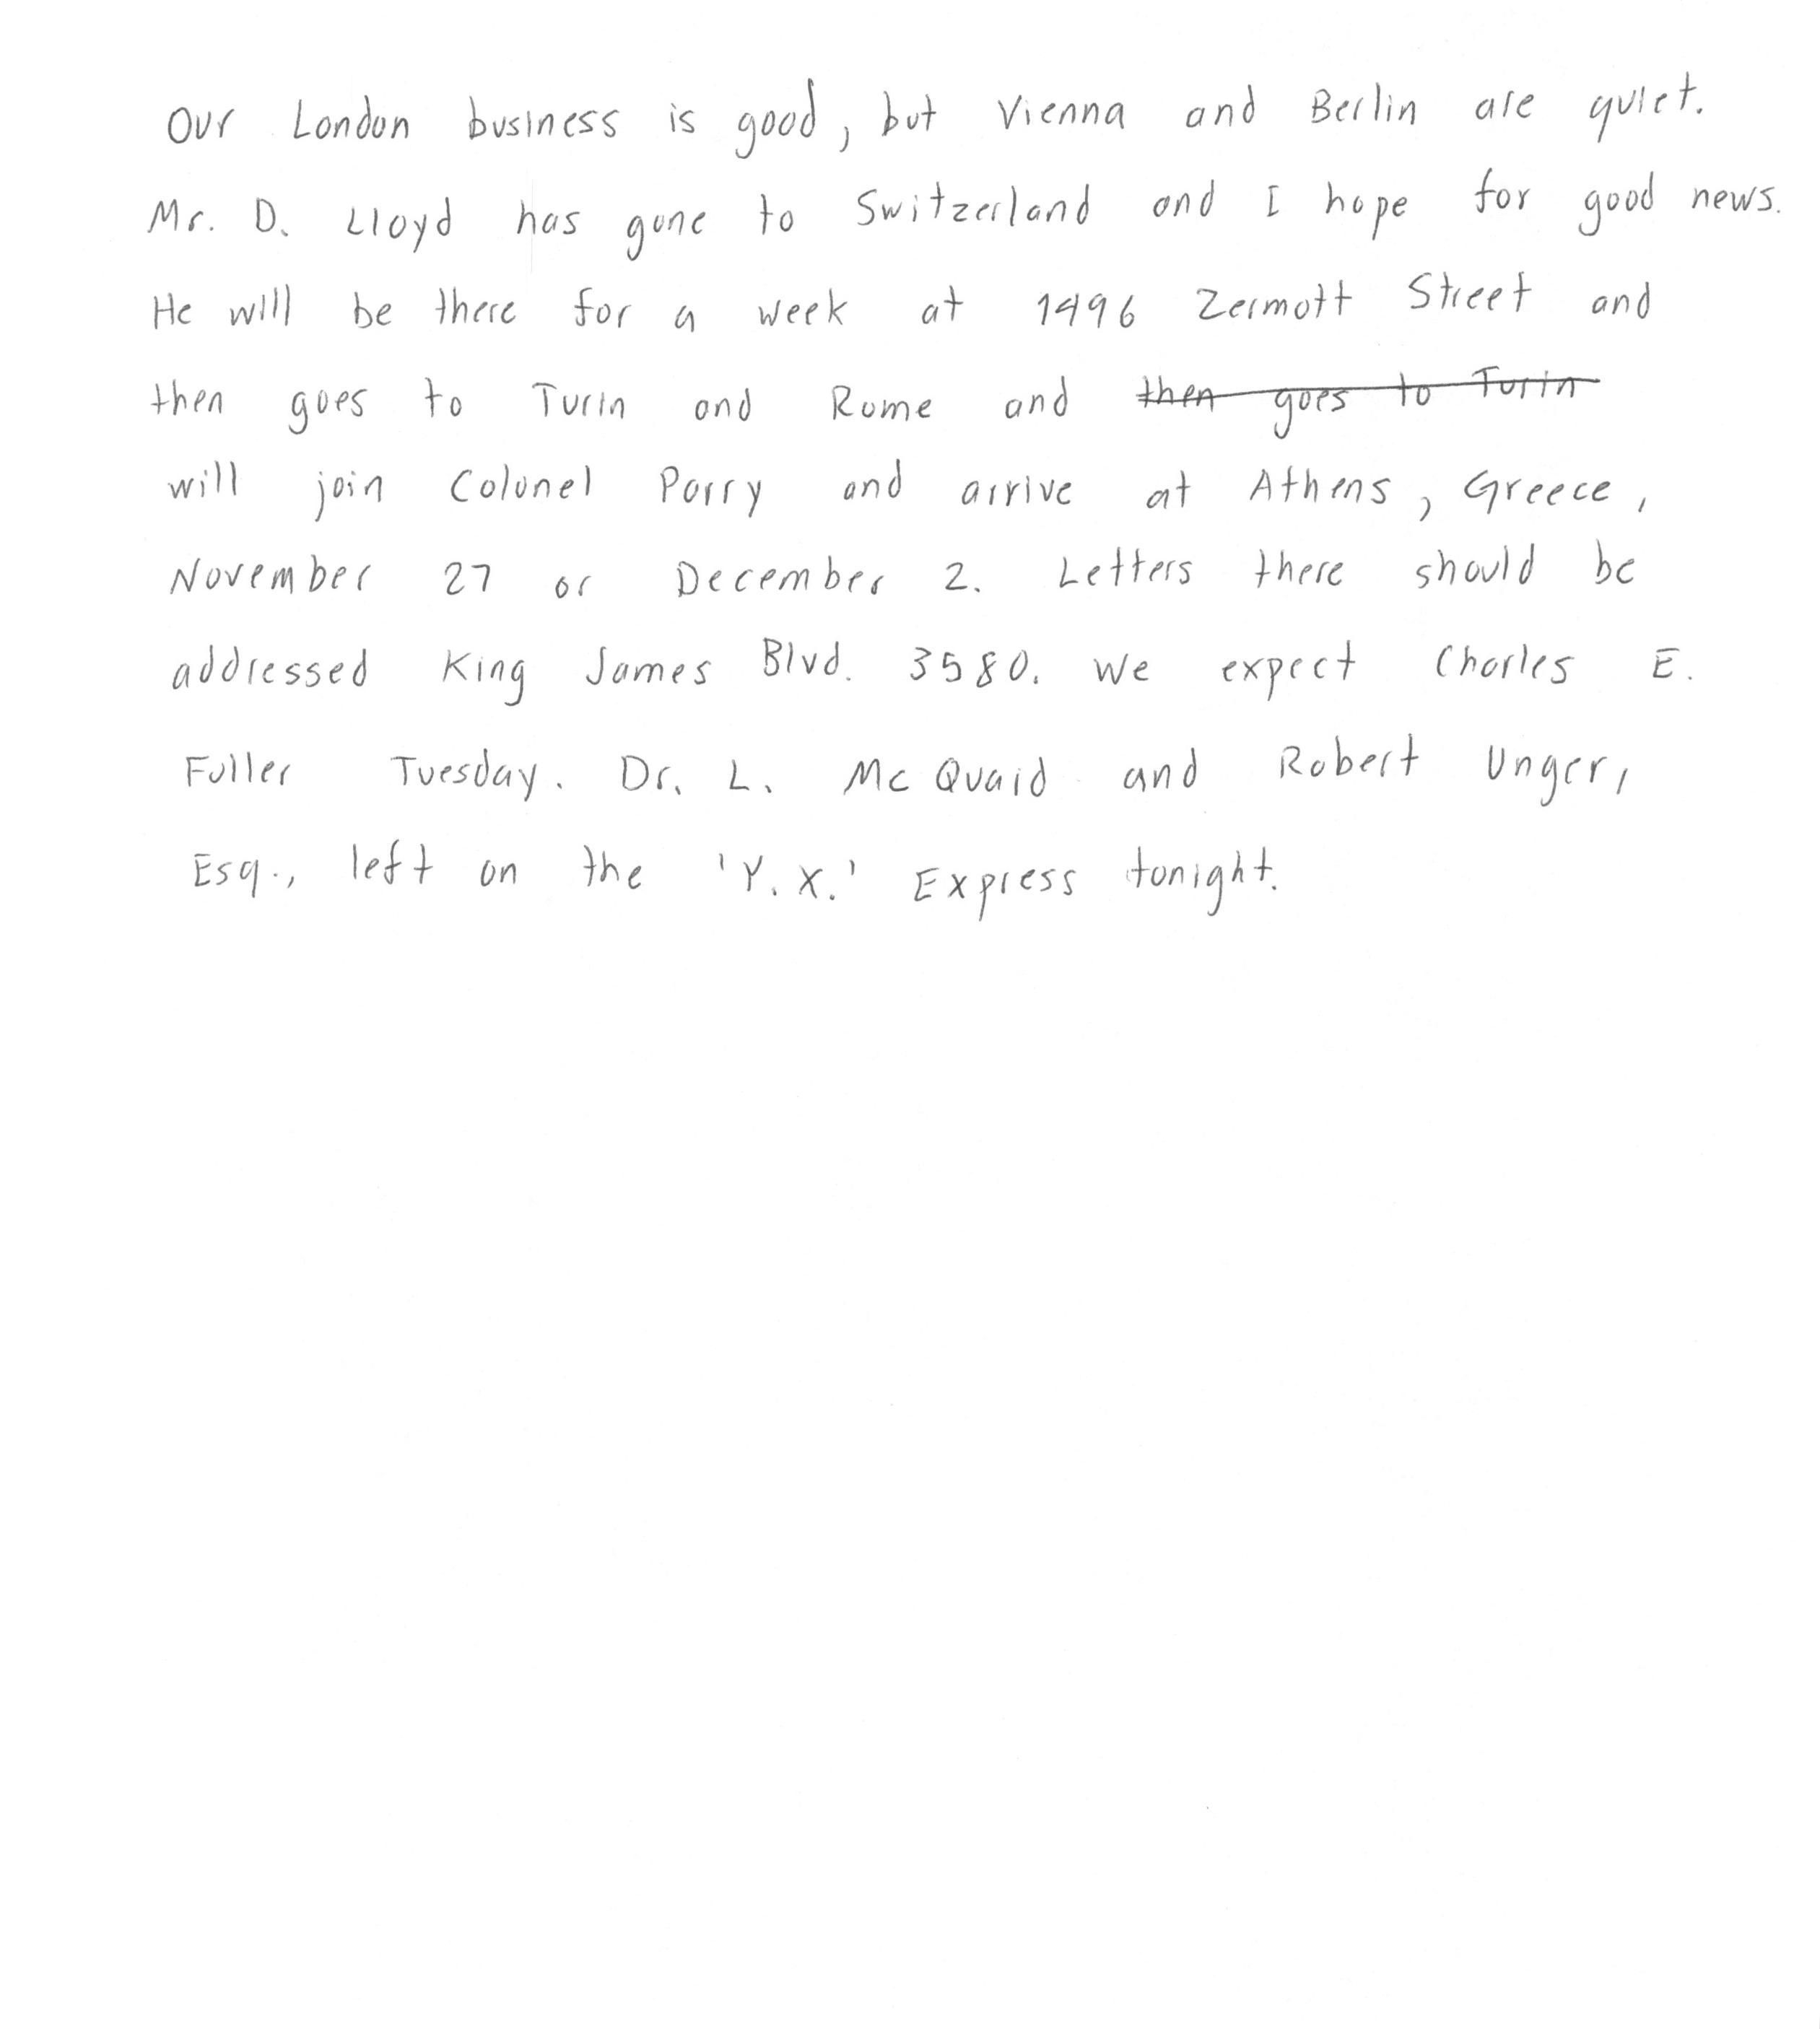 Our London business is good, but Vienna and Berlin are quiet.
Mr. D. Lloyd has gone to Switzerland and I hope for good news.
He will be there for a week at 1496 Zermott Street and
then goes to Turin and Rome and then goes to Turin
will join Colonel Parry and arrive at Athens, Greece,
November 27 or December 2. Letters there should be
addressed King James Blvd. 3580. We expect Charles E.
Fuller Tuesday. Dr. L. McQuaid and Robert Unger,
Esq., left on the 'Y.X.' Express tonight.